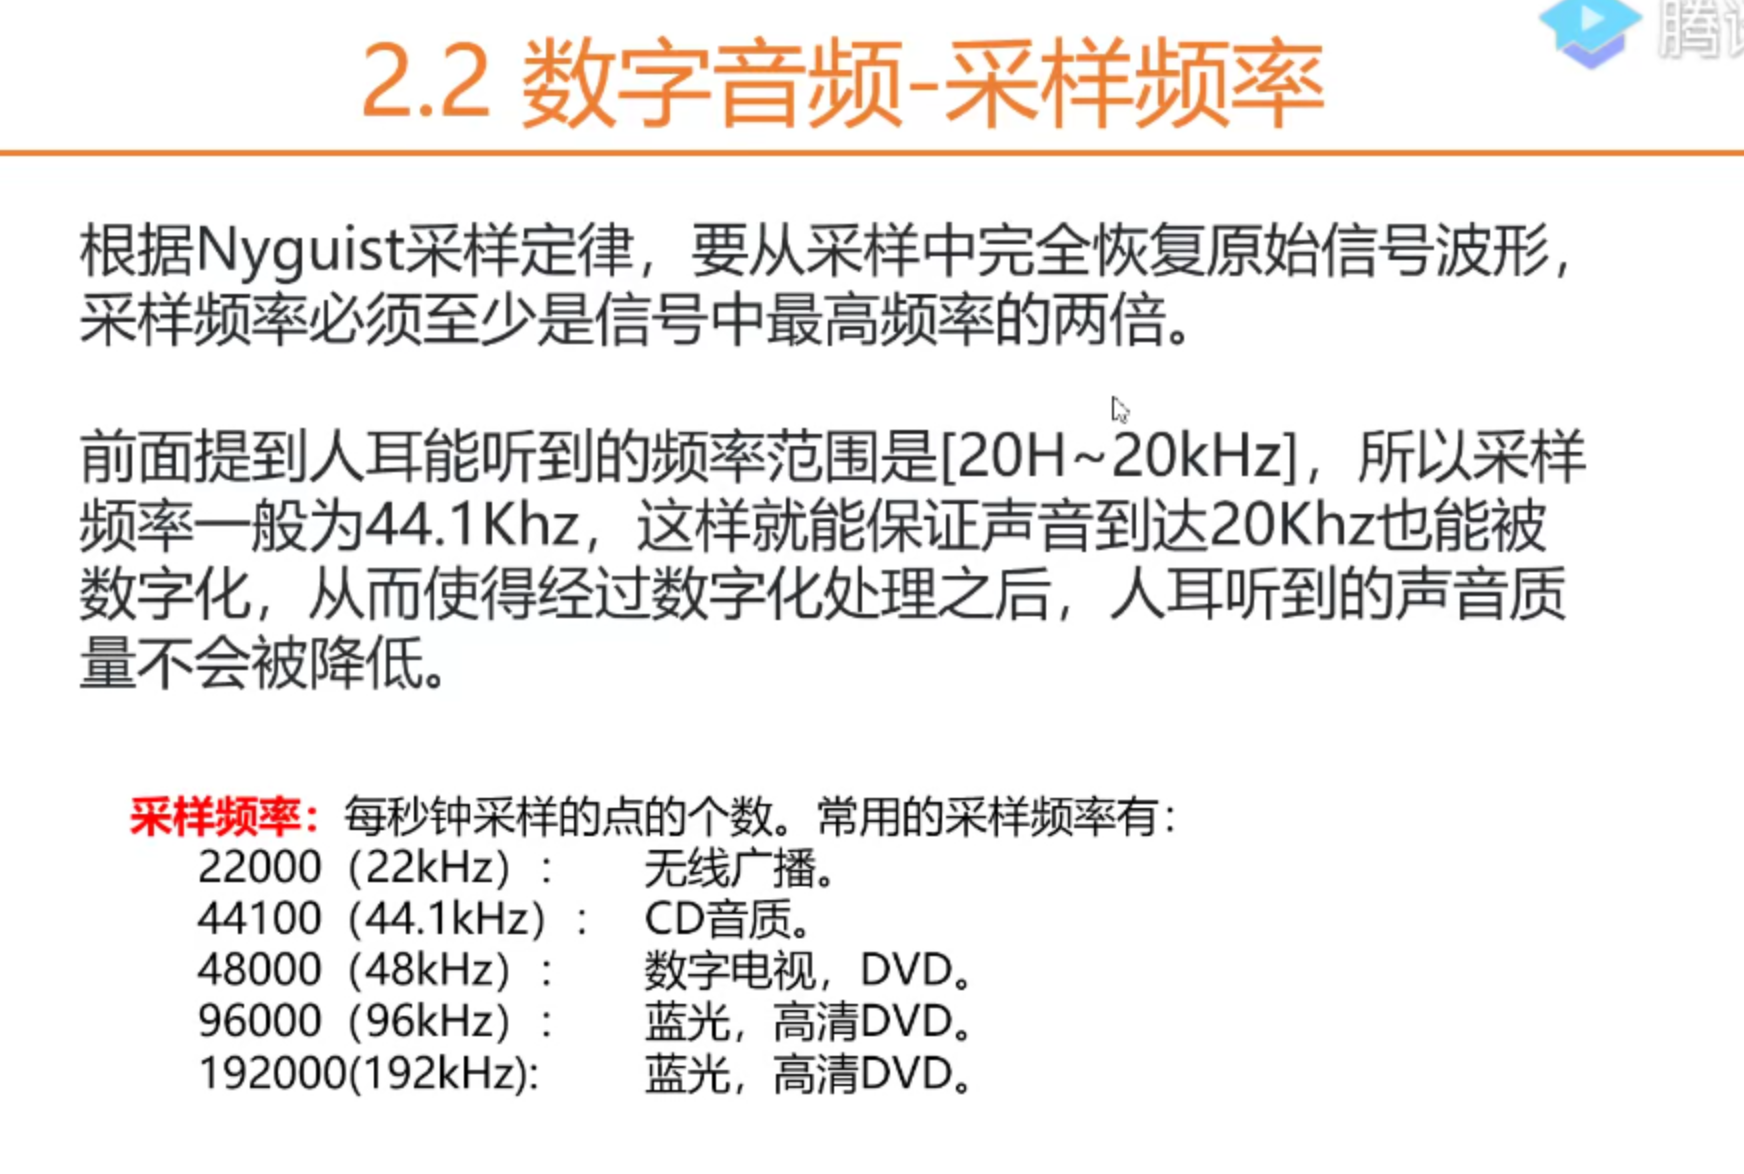 腾讯
2.2 数字音频-采样频率
根据Nyguist采样定律，要从采样中完全恢复原始信号波形，
采样频率必须至少是信号中最高频率的两倍。
前面提到人耳能听到的频率范围是[20H~20kHz]，所以采样
频率一般为44.1Khz，这样就能保证声音到达20Khz也能被
数字化，从而使得经过数字化处理之后，人耳听到的声音质
量不会被降低。
采样频率：每秒钟采样的点的个数。常用的采样频率有：
22000（22kHz）： 无线广播。
44100（44.1kHz）： CD音质。
48000（48kHz）： 数字电视，DVD。
96000（96kHz）： 蓝光，高清DVD。
192000(192kHz): 蓝光，高清DVD。